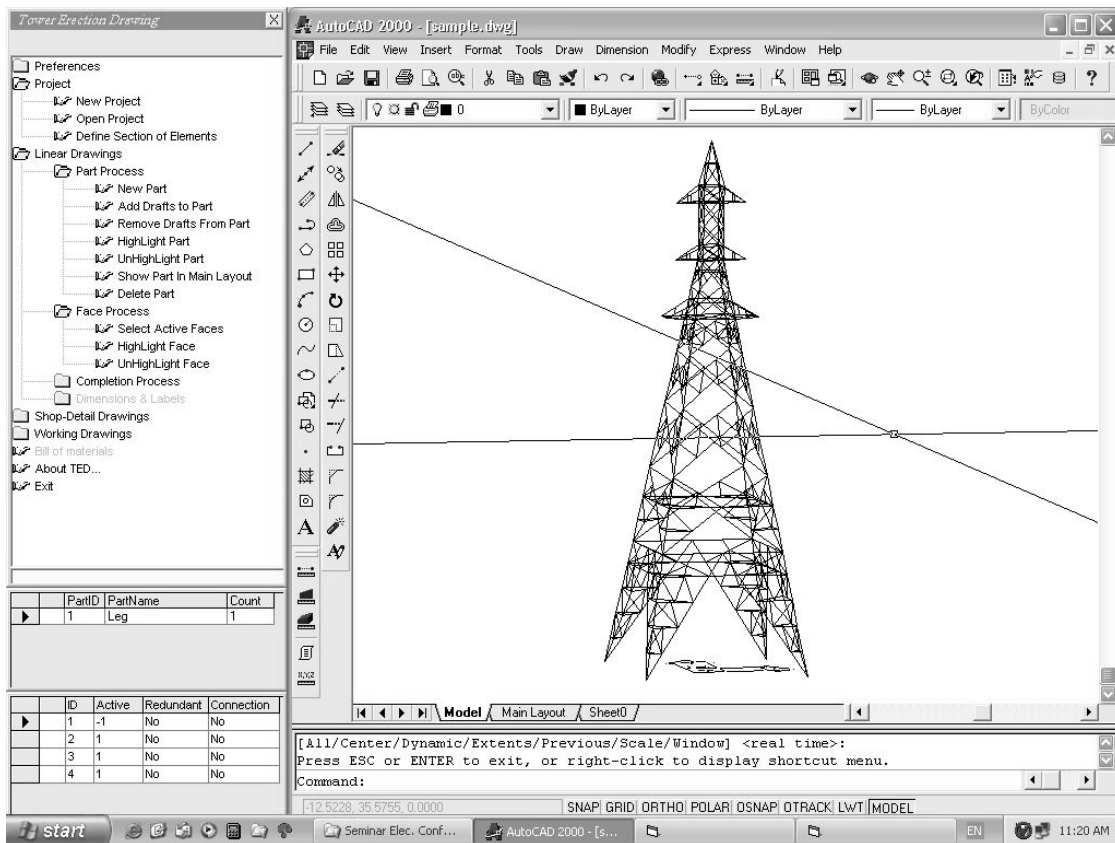 Tower Erection Drawing
Preferences
Project
New Project
Open Project
Define Section of Elements
Linear Drawings
Part Process
New Part
Add Drafts to Part
Remove Drafts From Part
HighLight Part
UnHighLight Part
Show Part In Main Layout
Delete Part
Face Process
Select Active Faces
HighLight Face
UnHighLight Face
Completion Process
Dimensions & Labels
Shop-Detail Drawings
Working Drawings
Bill of materials
About TED...
Exit
PartID PartName Count
1 Leg 1
ID Active Redundant Connection
1 -1 No No
2 1 No No
3 1 No No
4 1 No No
AutoCAD 2000 - [sample.dwg]
File Edit View Insert Format Tools Draw Dimension Modify Express Window Help
0 ByLayer ByLayer ByLayer ByColor
A
X,Y,Z
Model Main Layout Sheet0
[All/Center/Dynamic/Extents/Previous/Scale/Window] <real time>:
Press ESC or ENTER to exit, or right-click to display shortcut menu.
Command:
-12.5228, 35.5755, 0.0000 SNAP GRID ORTHO POLAR OSNAP OTRACK LWT MODEL
start Seminar Elec. Conf... AutoCAD 2000 - [s... EN 11:20 AM